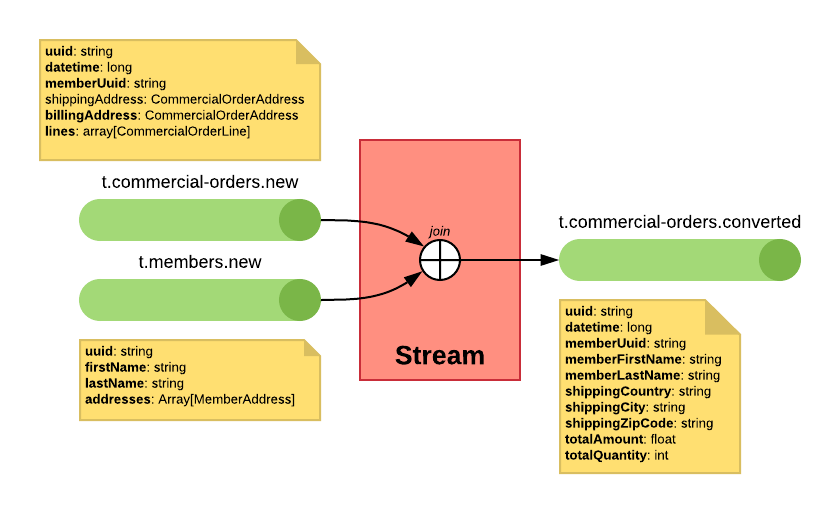 uuid: string
datetime: long
memberUuid: string
shippingAddress: CommercialOrderAddress
billingAddress: CommercialOrderAddress
lines: array[CommercialOrderLine]
t.commercial-orders.new
t.members.new
uuid: string
firstName: string
lastName: string
addresses: Array[MemberAddress]
join
Stream
t.commercial-orders.converted
uuid: string
datetime: long
memberUuid: string
memberFirstName: string
memberLastName: string
shippingCountry: string
shippingCity: string
shippingZipCode: string
totalAmount: float
totalQuantity: int